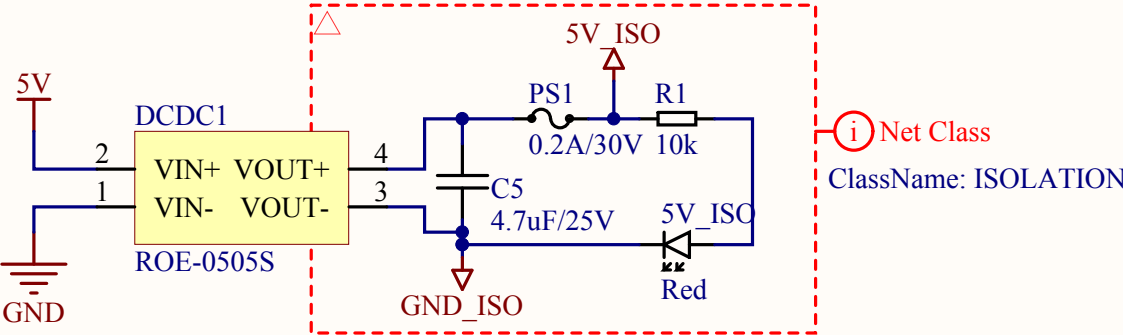 5V_ISO
5V
DCDC1
PS1
R1
0.2A/30V
10k
i
Net Class
ClassName: ISOLATION
2
VIN+
VOUT+
4
1
VIN-
VOUT-
3
C5
4.7uF/25V
5V_ISO
ROE-0505S
Red
GND_ISO
GND